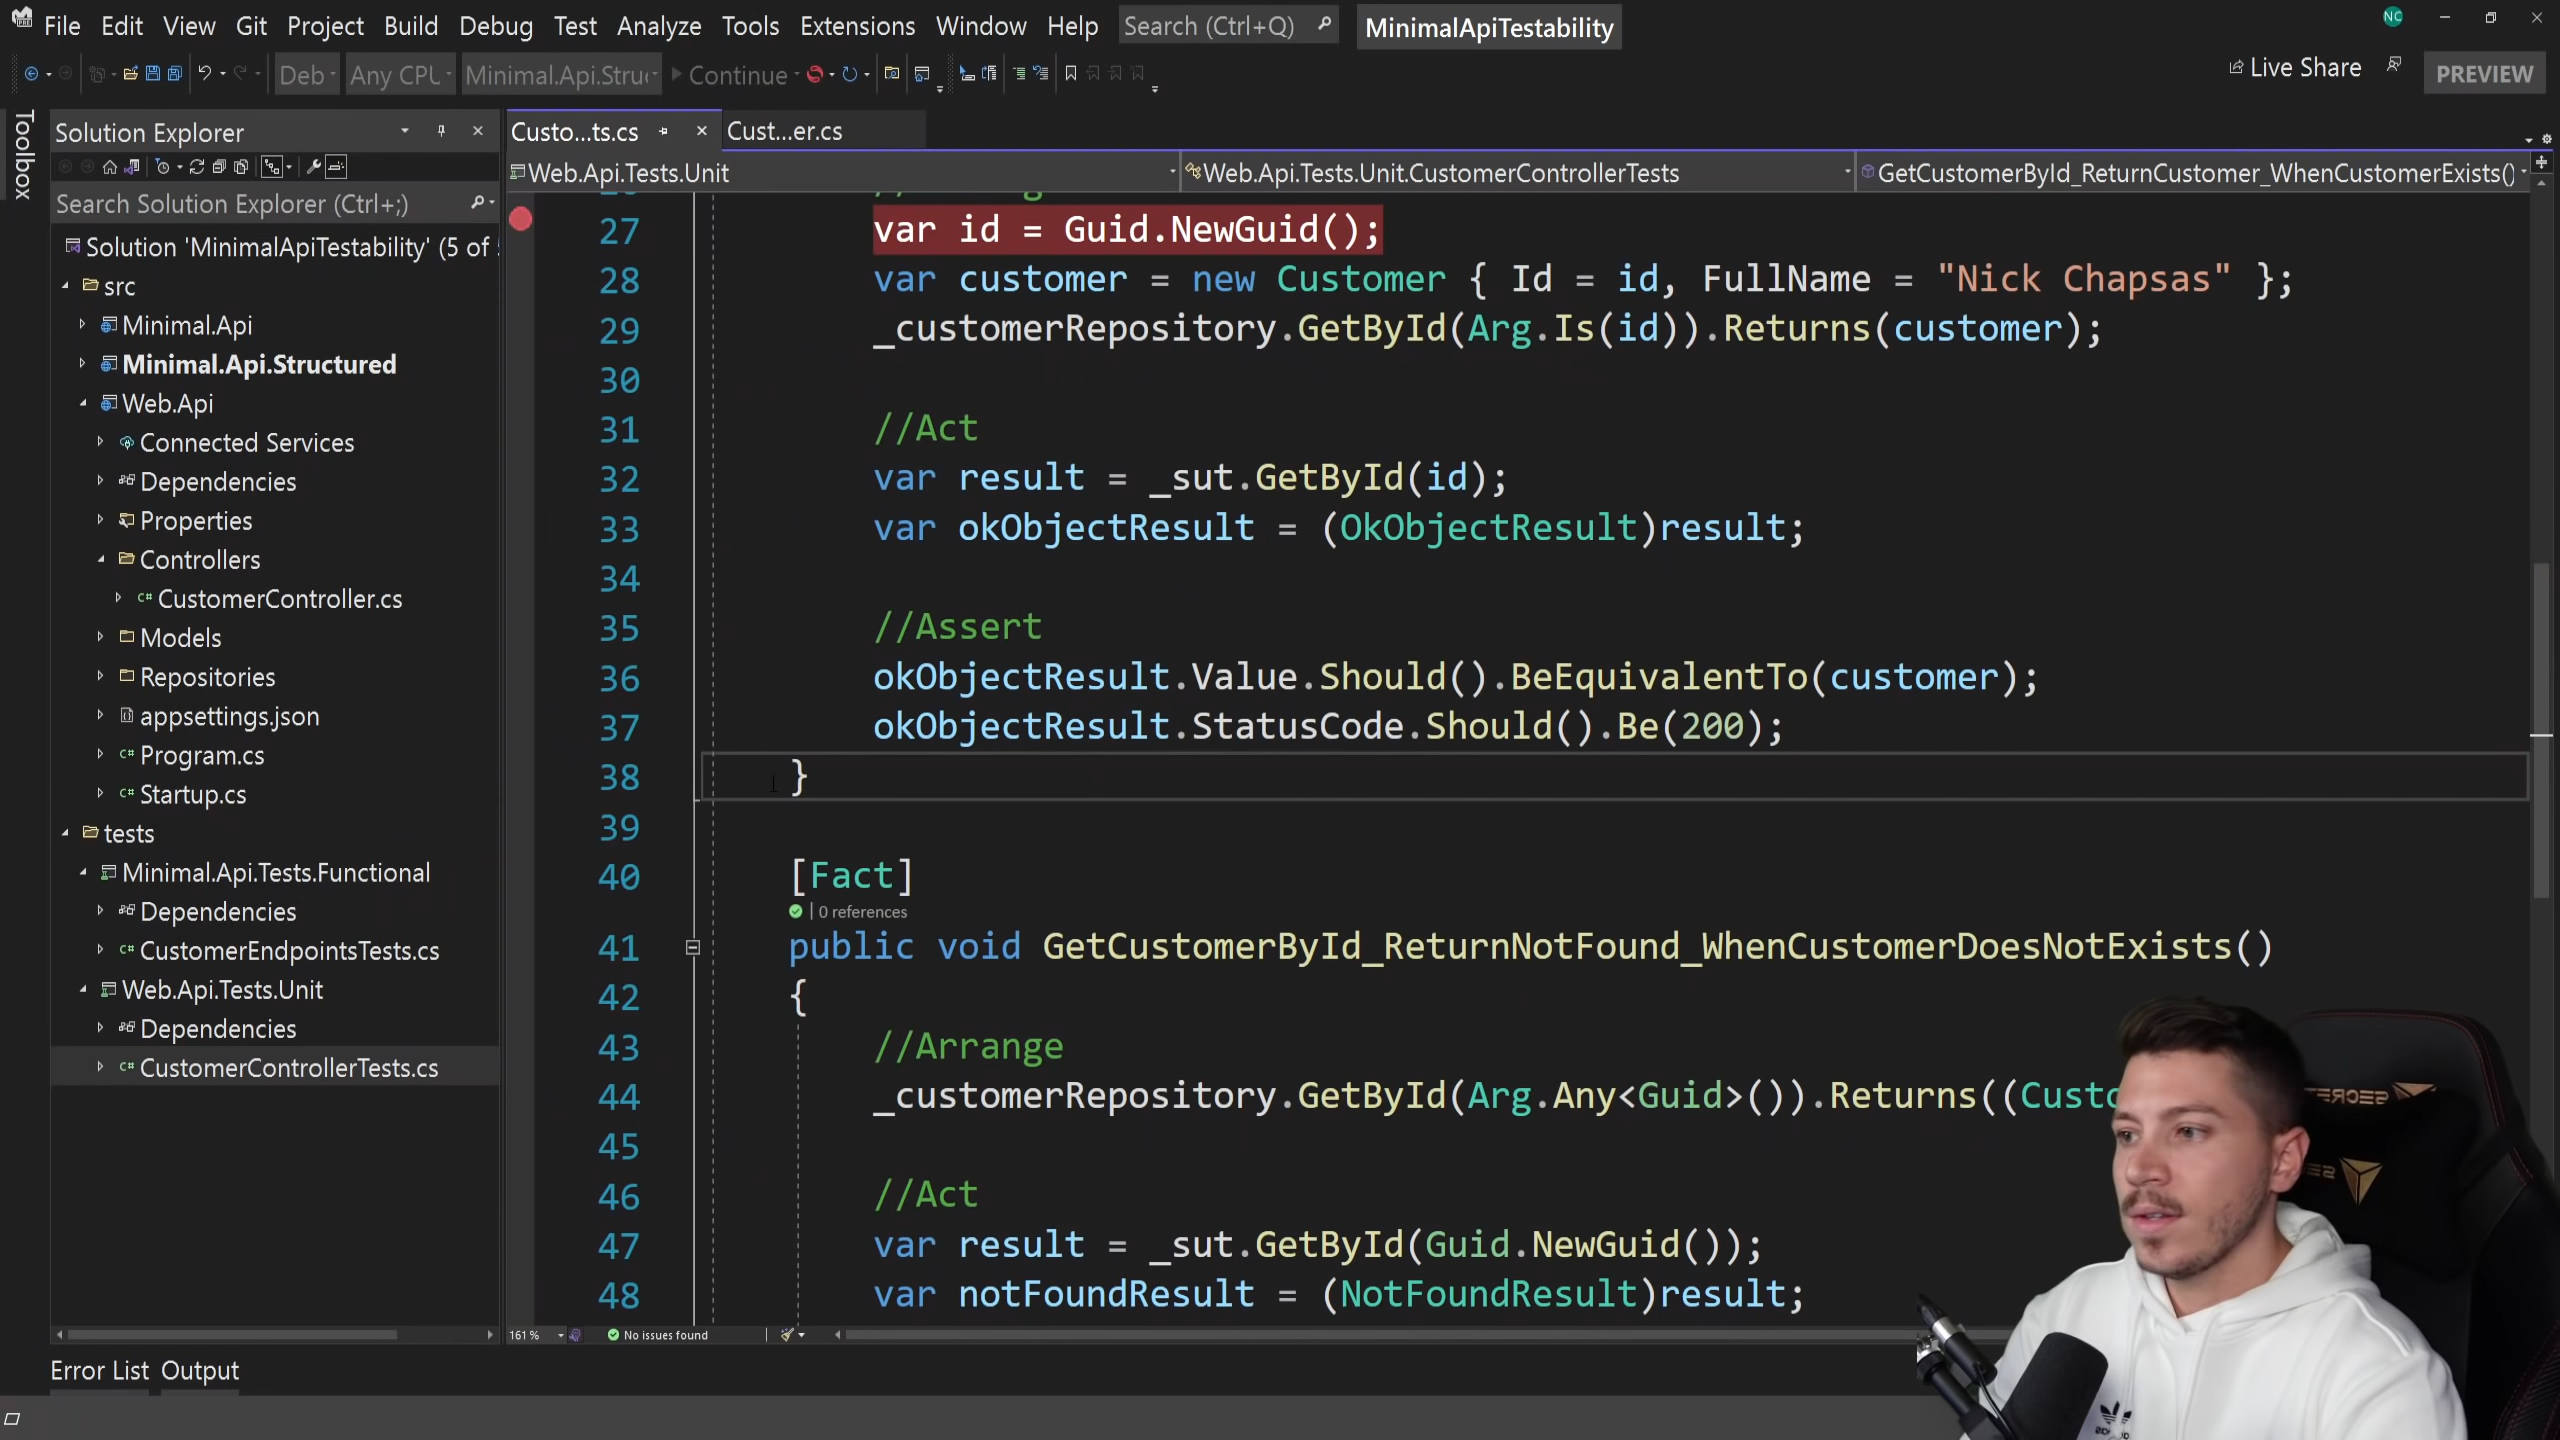 File Edit View Git Project Build Debug Test Analyze Tools Extensions Window Help Search (Ctrl+Q) MinimalApiTestability NC
Deb Any CPU Minimal.Api.Struc Continue Live Share PREVIEW
Toolbox
Solution Explorer
Search Solution Explorer (Ctrl+;)
Solution 'MinimalApiTestability' (5 of 5
src
Minimal.Api
Minimal.Api.Structured
Web.Api
Connected Services
Dependencies
Properties
Controllers
C# CustomerController.cs
Models
Repositories
appsettings.json
C# Program.cs
C# Startup.cs
tests
Minimal.Api.Tests.Functional
Dependencies
C# CustomerEndpointsTests.cs
Web.Api.Tests.Unit
Dependencies
C# CustomerControllerTests.cs
Custo...ts.cs Cust...er.cs
Web.Api.Tests.Unit Web.Api.Tests.Unit.CustomerControllerTests GetCustomerById_ReturnCustomer_WhenCustomerExists()
27 var id = Guid.NewGuid();
28 var customer = new Customer { Id = id, FullName = "Nick Chapsas" };
29 _customerRepository.GetById(Arg.Is(id)).Returns(customer);
30
31 //Act
32 var result = _sut.GetById(id);
33 var okObjectResult = (OkObjectResult)result;
34
35 //Assert
36 okObjectResult.Value.Should().BeEquivalentTo(customer);
37 okObjectResult.StatusCode.Should().Be(200);
38 }
39
40 [Fact]
| 0 references
41 public void GetCustomerById_ReturnNotFound_WhenCustomerDoesNotExists()
42 {
43 //Arrange
44 _customerRepository.GetById(Arg.Any<Guid>()).Returns((Custo
45
46 //Act
47 var result = _sut.GetById(Guid.NewGuid());
48 var notFoundResult = (NotFoundResult)result;
161 % No issues found
Error List Output